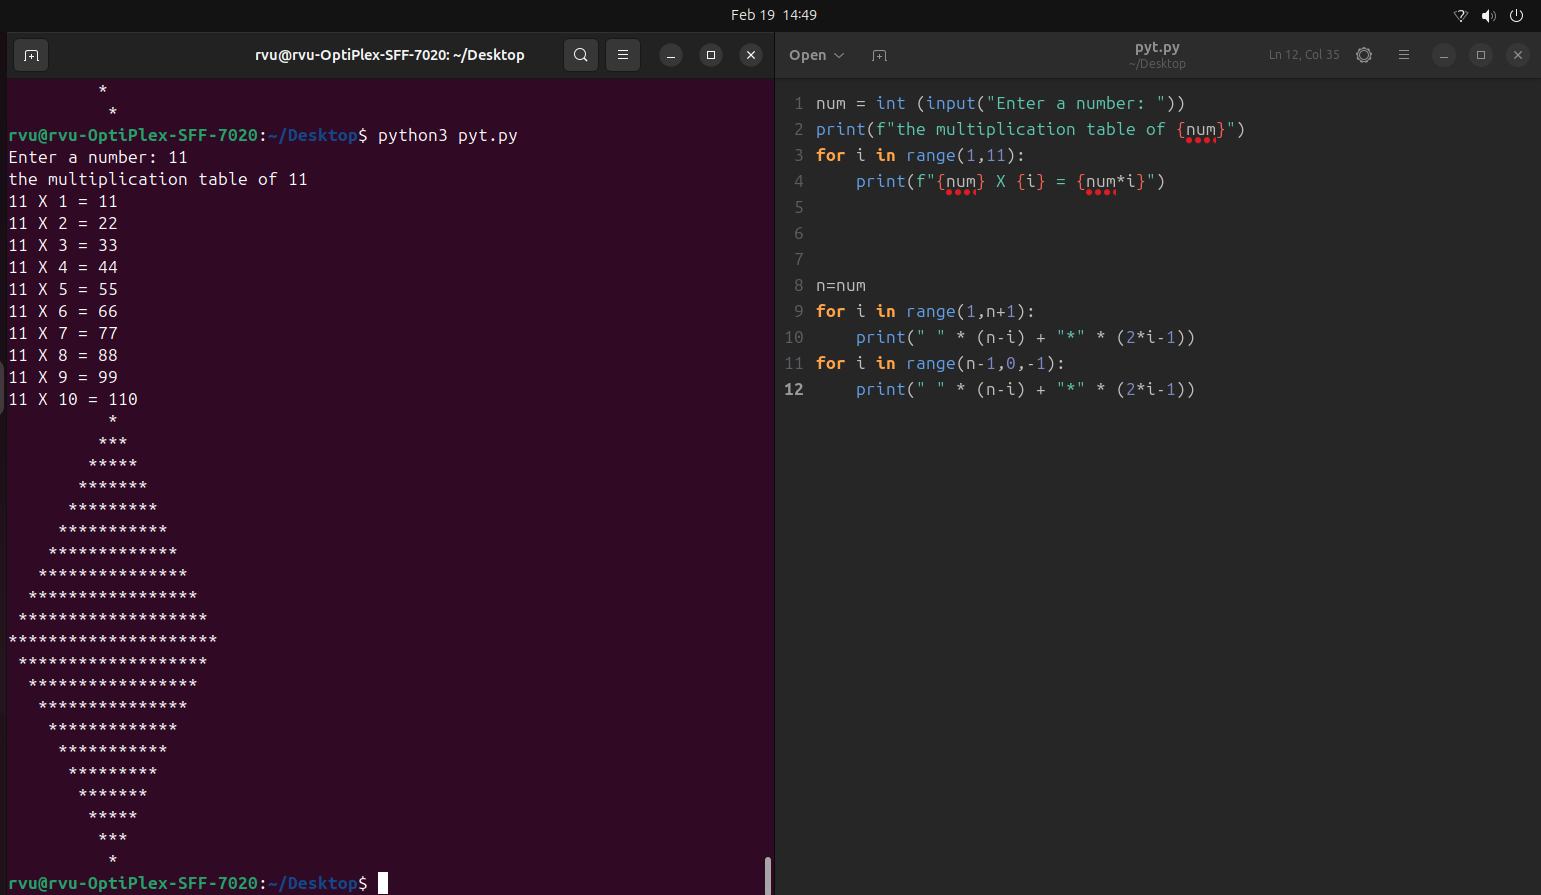 Feb 19 14:49
rvu@rvu-OptiPlex-SFF-7020: ~/Desktop
        *
         *
rvu@rvu-OptiPlex-SFF-7020:~/Desktop$ python3 pyt.py
Enter a number: 11
the multiplication table of 11
11 X 1 = 11
11 X 2 = 22
11 X 3 = 33
11 X 4 = 44
11 X 5 = 55
11 X 6 = 66
11 X 7 = 77
11 X 8 = 88
11 X 9 = 99
11 X 10 = 110
          *
         ***
        *****
       *******
      *********
     ***********
    *************
   ***************
  *****************
 *******************
*********************
 *******************
  *****************
   ***************
    *************
     ***********
      *********
       *******
        *****
         ***
          *
rvu@rvu-OptiPlex-SFF-7020:~/Desktop$
Open
pyt.py
~/Desktop
Ln 12, Col 35
1 num = int (input("Enter a number: "))
2 print(f"the multiplication table of {num}")
3 for i in range(1,11):
4     print(f"{num} X {i} = {num*i}")
5
6
7
8 n=num
9 for i in range(1,n+1):
10     print(" " * (n-i) + "*" * (2*i-1))
11 for i in range(n-1,0,-1):
12     print(" " * (n-i) + "*" * (2*i-1))